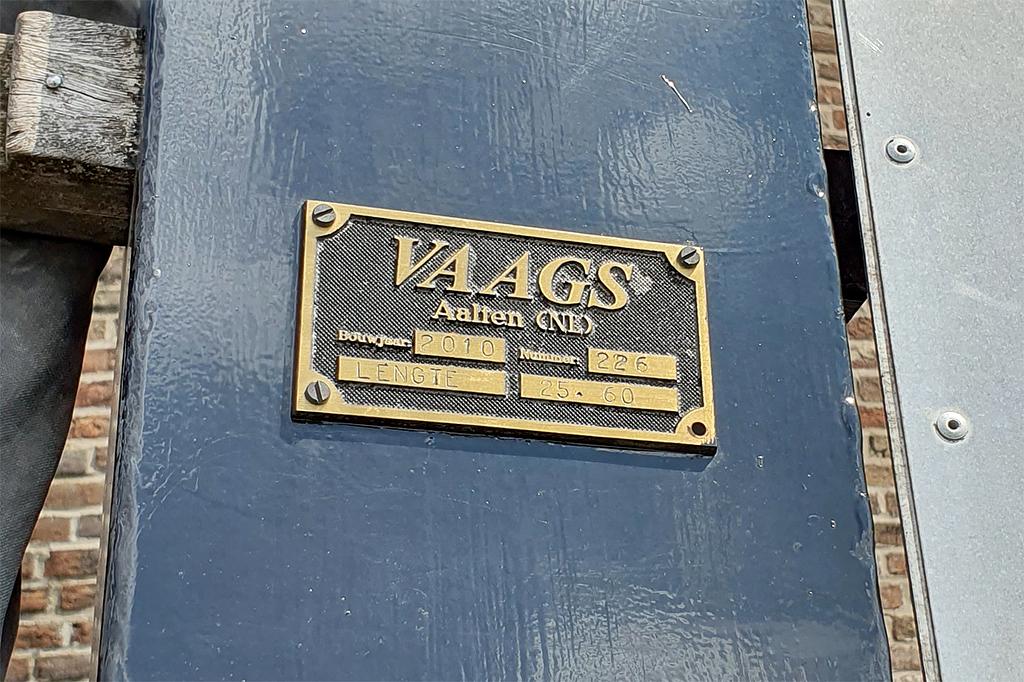 VAAGS
Aalten (NL)
Bouwjaar: 2010 Nummer: 226
LENGTE 25.60